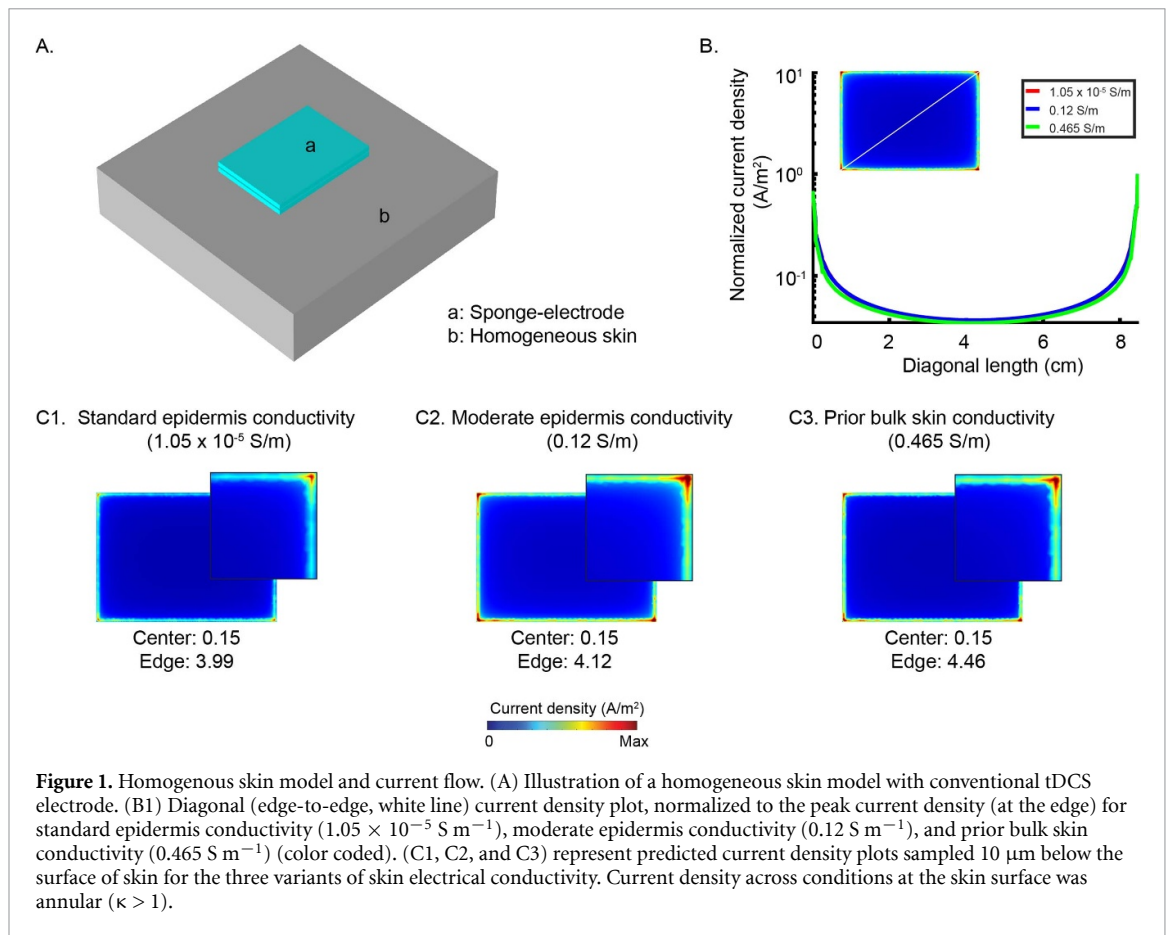 A.
a
b
a: Sponge-electrode
b: Homogeneous skin
B.
Normalized current density
(A/m²)
10¹
10⁰
10⁻¹
1.05 x 10⁻⁵ S/m
0.12 S/m
0.465 S/m
0 2 4 6 8
Diagonal length (cm)
C1. Standard epidermis conductivity
(1.05 x 10⁻⁵ S/m)
Center: 0.15
Edge: 3.99
C2. Moderate epidermis conductivity
(0.12 S/m)
Center: 0.15
Edge: 4.12
C3. Prior bulk skin conductivity
(0.465 S/m)
Center: 0.15
Edge: 4.46
Current density (A/m²)
0 Max
Figure 1. Homogenous skin model and current flow. (A) Illustration of a homogeneous skin model with conventional tDCS
electrode. (B1) Diagonal (edge-to-edge, white line) current density plot, normalized to the peak current density (at the edge) for
standard epidermis conductivity (1.05 × 10⁻⁵ S m⁻¹), moderate epidermis conductivity (0.12 S m⁻¹), and prior bulk skin
conductivity (0.465 S m⁻¹) (color coded). (C1, C2, and C3) represent predicted current density plots sampled 10 μm below the
surface of skin for the three variants of skin electrical conductivity. Current density across conditions at the skin surface was
annular (κ > 1).